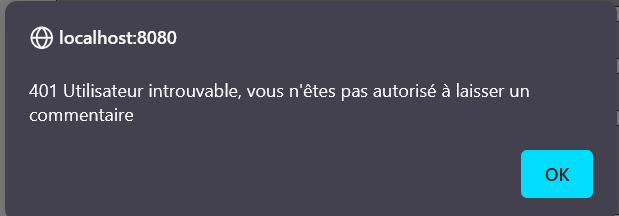 localhost:8080
401 Utilisateur introuvable, vous n'êtes pas autorisé à laisser un
commentaire
OK